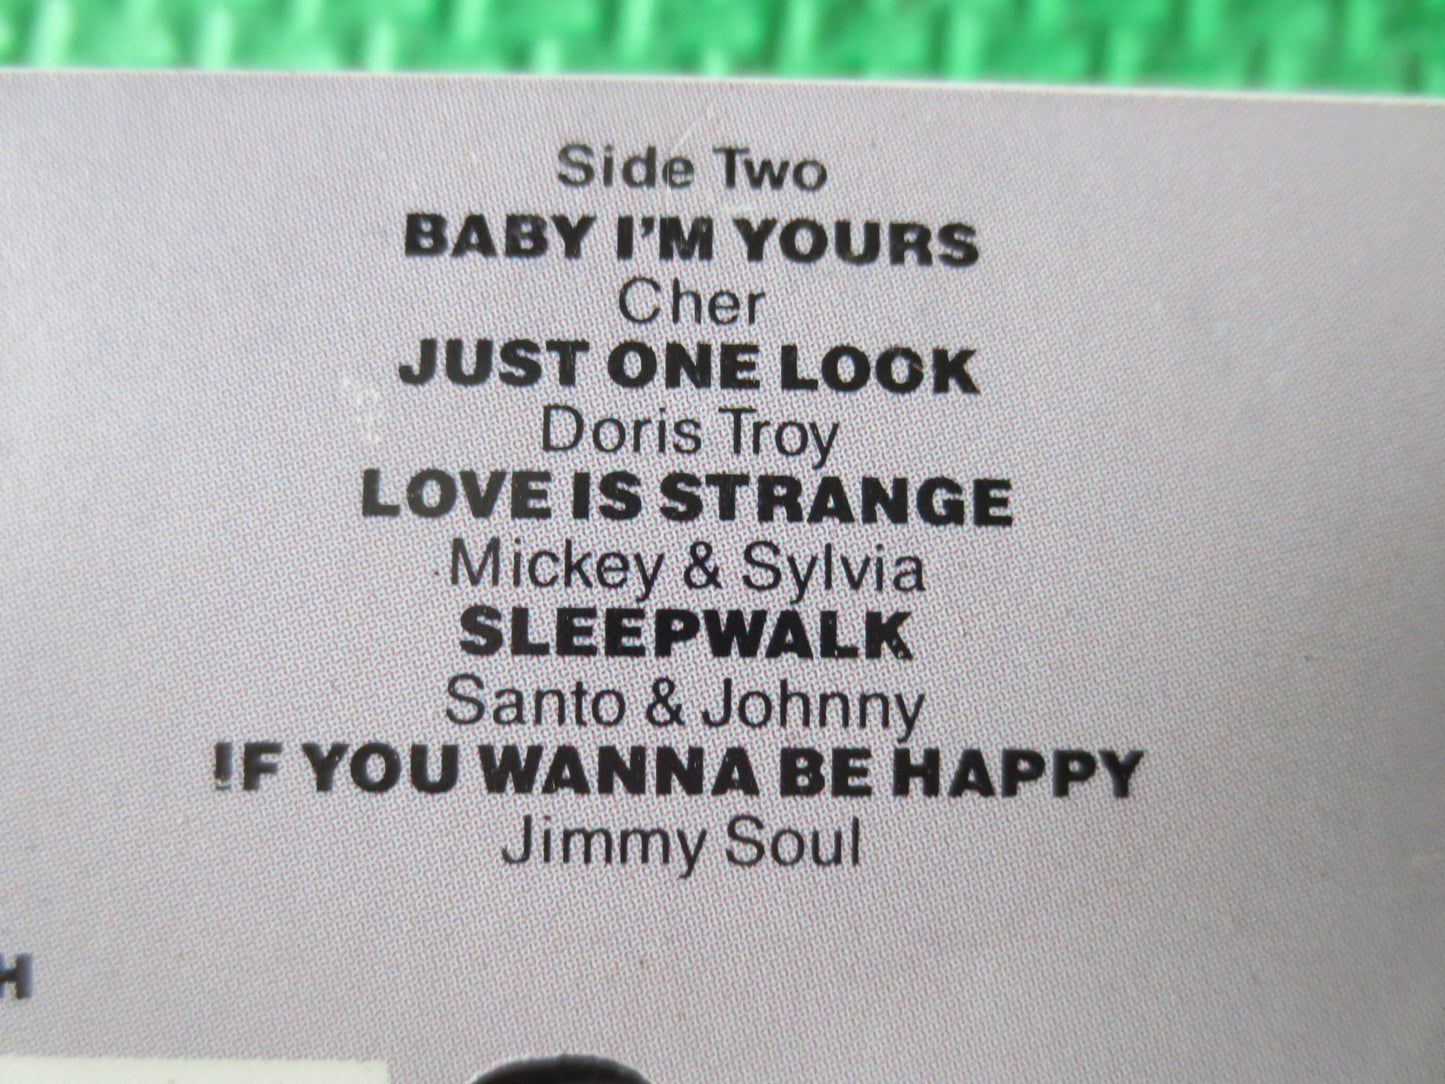 Side Two
BABY I'M YOURS
Cher
JUST ONE LOOK
Doris Troy
LOVE IS STRANGE
Mickey & Sylvia
SLEEPWALK
Santo & Johnny
IF YOU WANNA BE HAPPY
Jimmy Soul